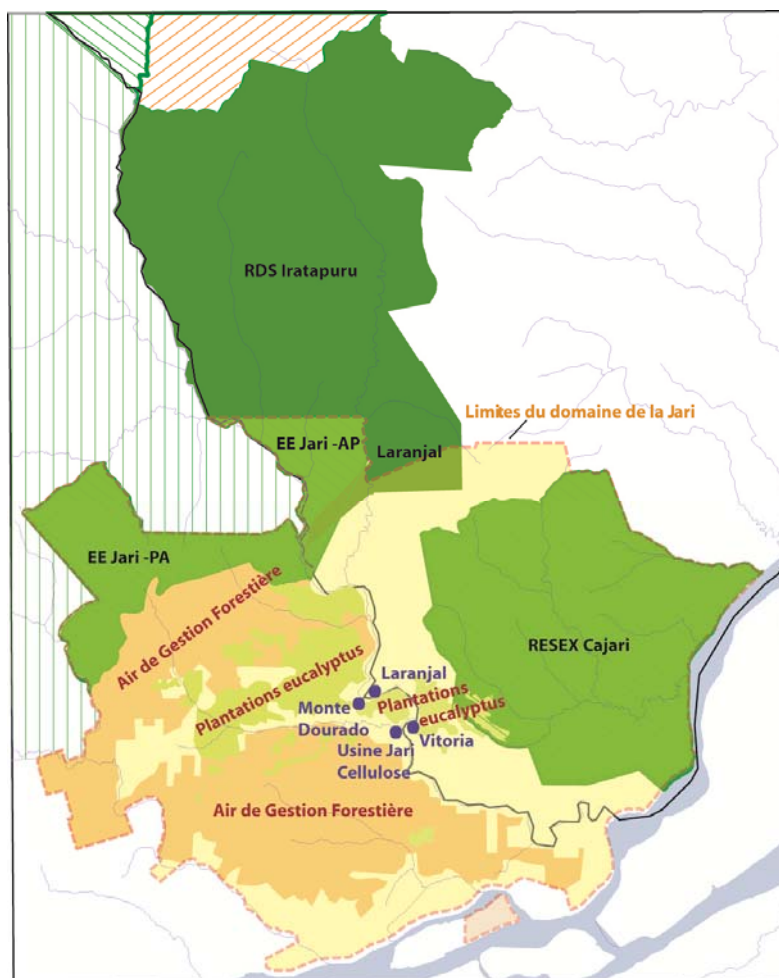 RDS Iratapuru
Limites du domaine de la Jari
EE Jari -AP
Laranjal
EE Jari -PA
Air de Gestion Forestière
RESEX Cajari
Plantations eucalyptus
Laranjal
Monte
Dourado
Plantations
eucalyptus
Usine Jari
Cellulose
Vitoria
Air de Gestion Forestière